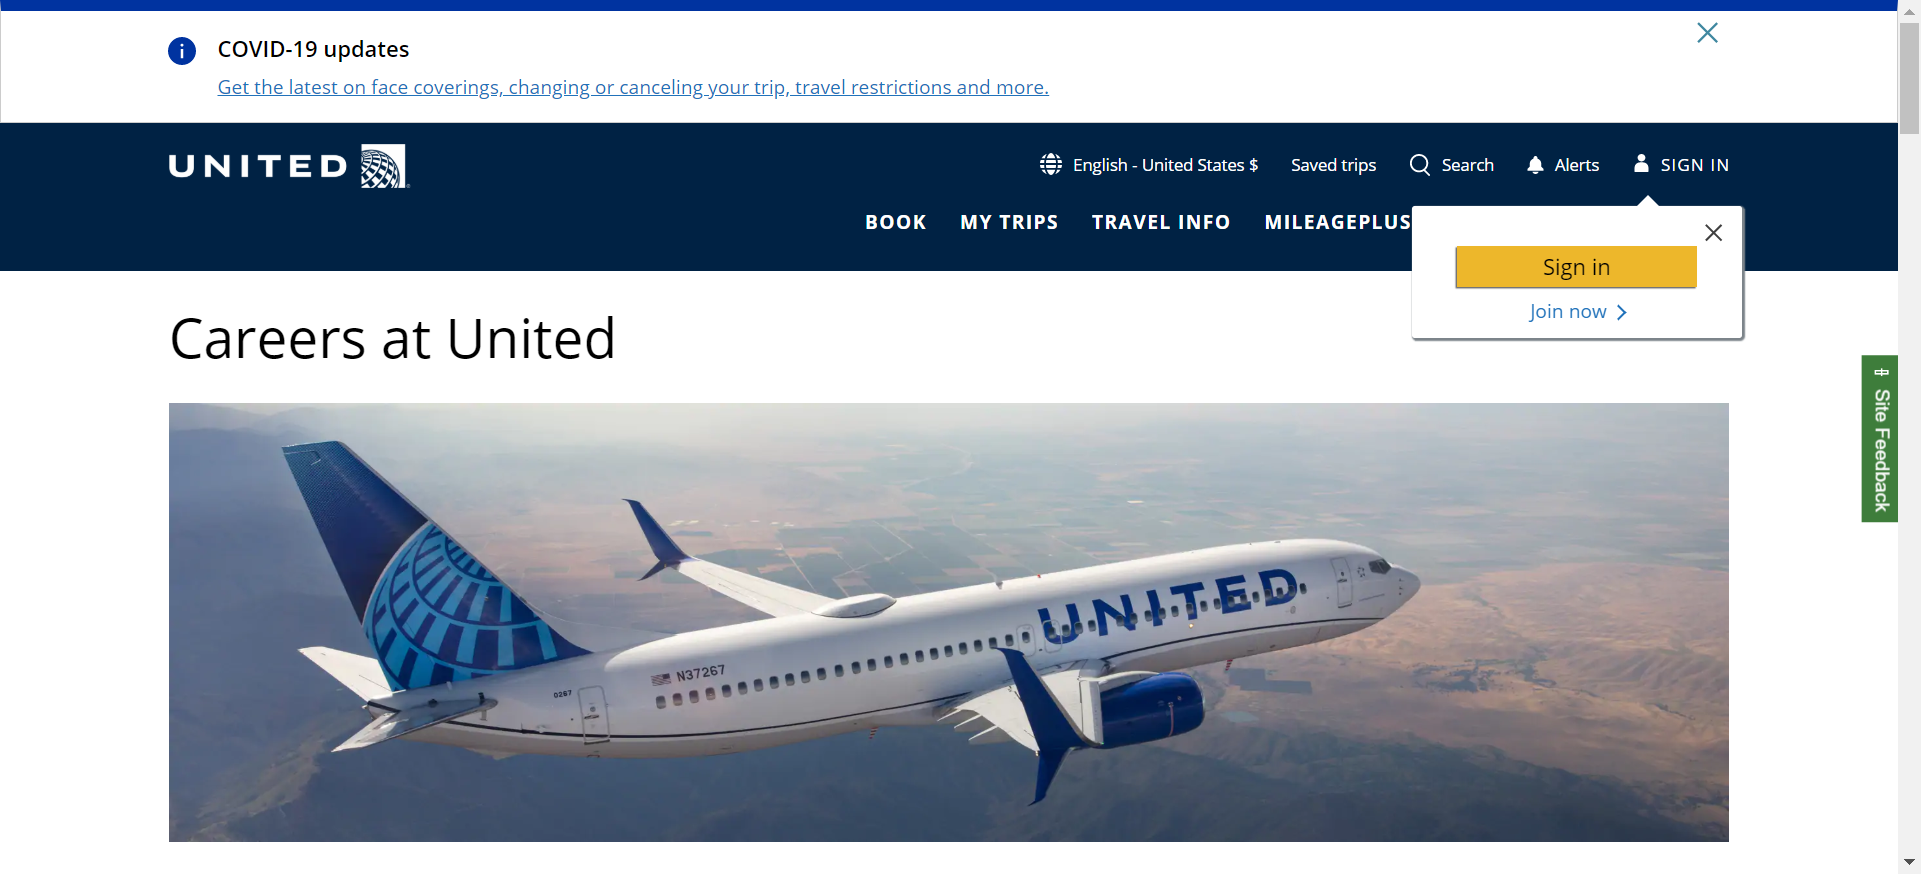 COVID-19 updates
Get the latest on face coverings, changing or canceling your trip, travel restrictions and more.
UNITED
English - United States $
Saved trips
Search
Alerts
SIGN IN
BOOK
MY TRIPS
TRAVEL INFO
MILEAGEPLUS
Sign in
Join now
Careers at United
Site Feedback
UNITED
N37267
0267